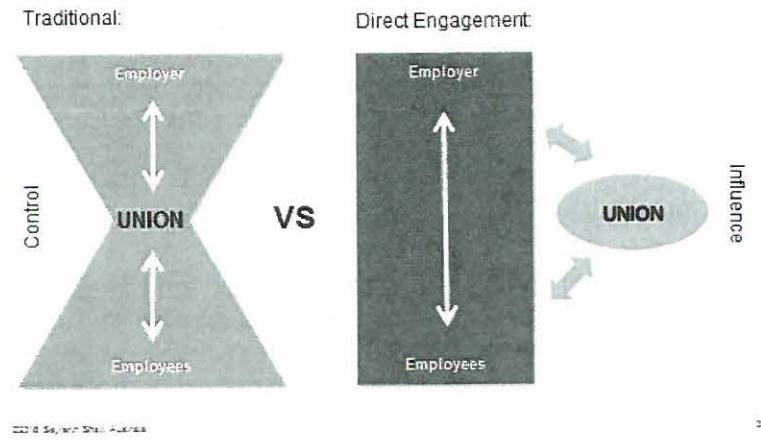 Traditional:
Direct Engagement:
Employer
Control
UNION
Employees
VS
Employer
Employees
UNION
Influence